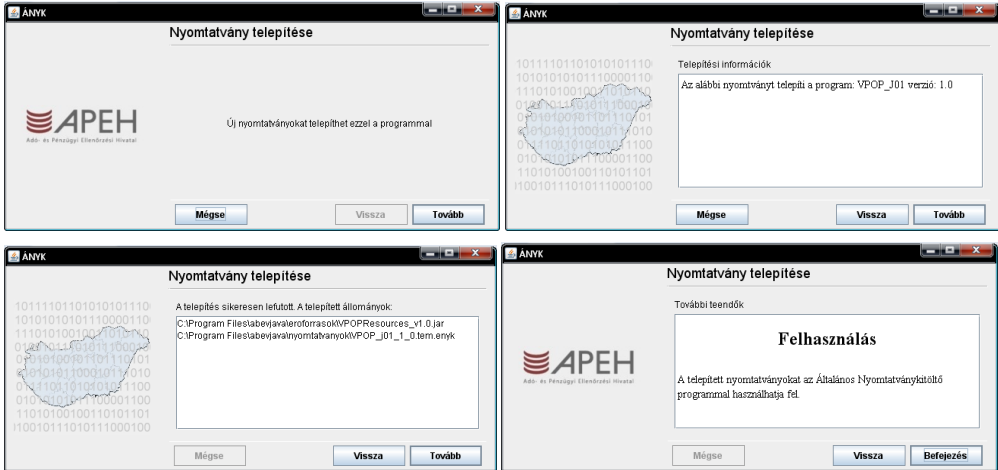 ÁNYK
Nyomtatvány telepítése
APEH
Adó- és Pénzügyi Ellenőrzési Hivatal
Új nyomtatványokat telepíthet ezzel a programmal
Mégse
Vissza
Tovább
ÁNYK
Nyomtatvány telepítése
Telepítési információk
Az alábbi nyomtványt telepíti a program: VPOP_J01 verzió: 1.0
Mégse
Vissza
Tovább
ÁNYK
Nyomtatvány telepítése
A telepítés sikeresen lefutott. A telepített állományok:
C:\Program Files\abevjava\eroforrasok\VPOPResources_v1.0.jar
C:\Program Files\abevjava\nyomtatvanyok\VPOP_j01_1_0.tem.enyk
Mégse
Vissza
Tovább
ÁNYK
Nyomtatvány telepítése
További teendők
APEH
Adó- és Pénzügyi Ellenőrzési Hivatal
Felhasználás
A telepített nyomtatványokat az Általános Nyomtatványkitöltő
programmal használhatja fel.
Mégse
Vissza
Befejezés